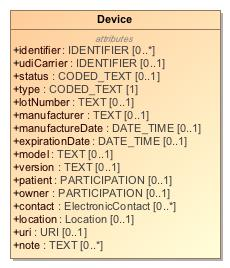 Device
attributes
+identifier : IDENTIFIER [0..*]
+udiCarrier : IDENTIFIER [0..1]
+status : CODED_TEXT [0..1]
+type : CODED_TEXT [1]
+lotNumber : TEXT [0..1]
+manufacturer : TEXT [0..1]
+manufactureDate : DATE_TIME [0..1]
+expirationDate : DATE_TIME [0..1]
+model : TEXT [0..1]
+version : TEXT [0..1]
+patient : PARTICIPATION [0..1]
+owner : PARTICIPATION [0..1]
+contact : ElectronicContact [0..*]
+location : Location [0..1]
+uri : URI [0..1]
+note : TEXT [0..*]